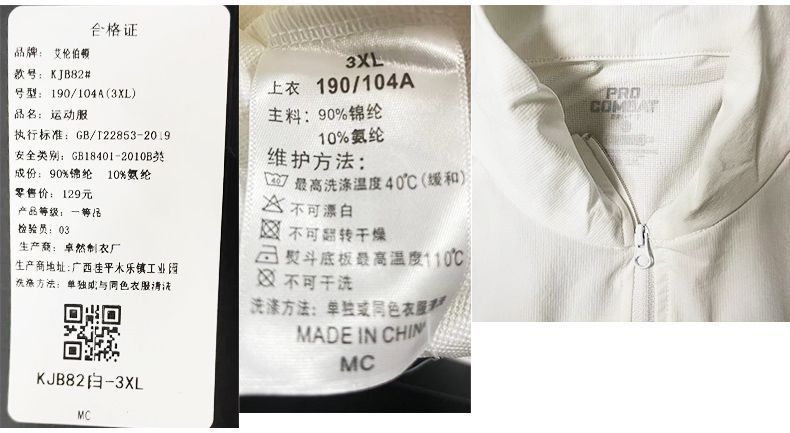 合格证
品牌：艾伦伯顿
款号：KJB82#
号型：190/104A(3XL)
品名：运动服
执行标准：GB/T22853-2019
安全类别：GB18401-2010B类
成份：90%锦纶 10%氨纶
零售价：129元
产品等级：一等品
检验员：03
生产商：卓然制衣厂
生产商地址:广西桂平木乐镇工业园
洗涤方法：单独或与同色衣服清洗
KJB82白-3XL
MC
3XL
上衣 190/104A
主料：90%锦纶
10%氨纶
维护方法：
40 最高洗涤温度40℃(缓和)
不可漂白
不可翻转干燥
熨斗底板最高温度110℃
不可干洗
洗涤方法：单独或同色衣服清
MADE IN CHINA
MC
PRO
COMBAT